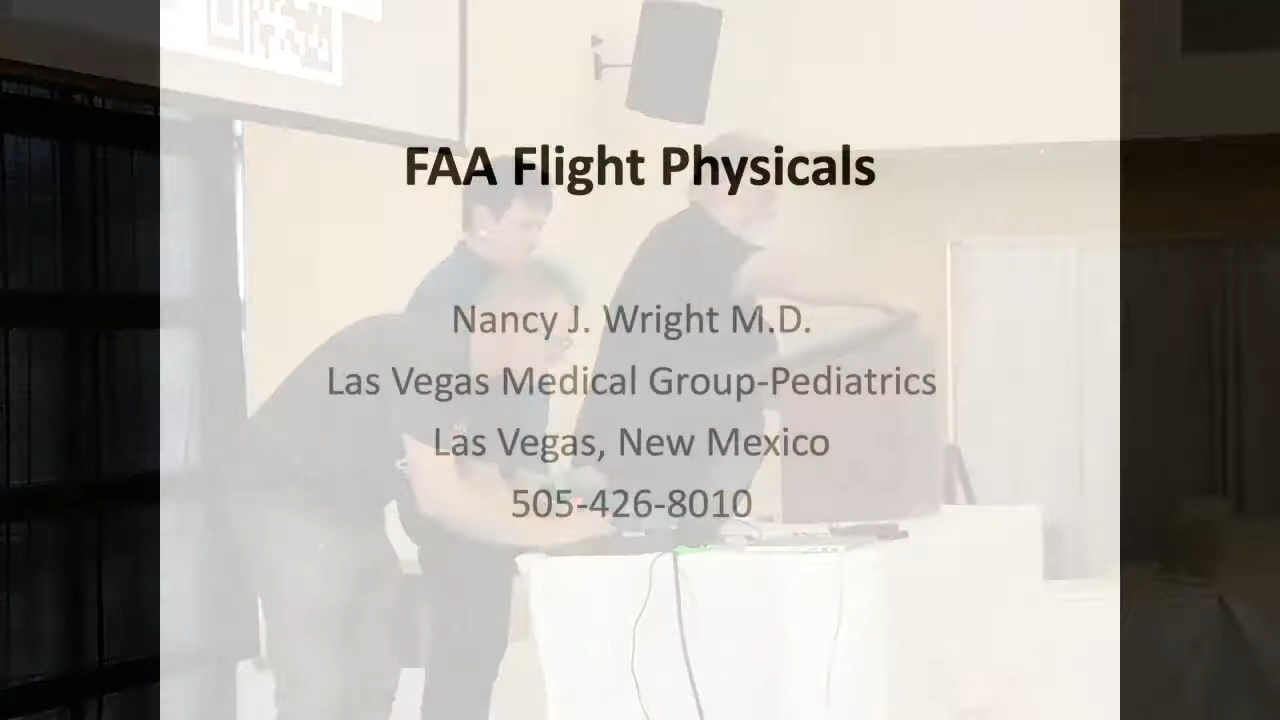 FAA Flight Physicals
Nancy J. Wright M.D.
Las Vegas Medical Group-Pediatrics
Las Vegas, New Mexico
505-426-8010